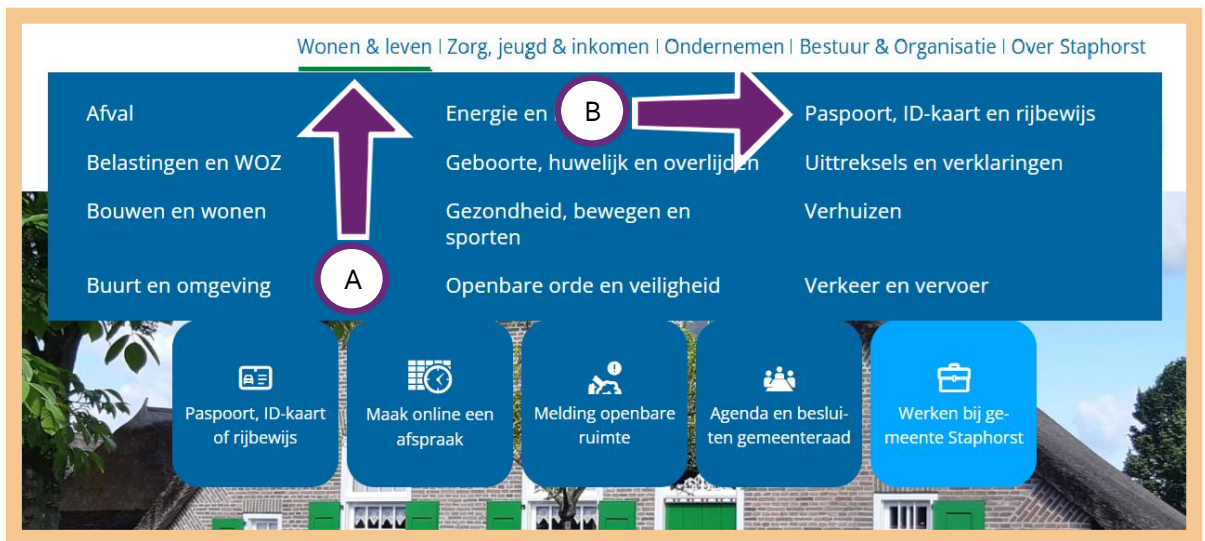 Wonen & leven | Zorg, jeugd & inkomen | Ondernemen | Bestuur & Organisatie | Over Staphorst
Afval
Energie en
B
Paspoort, ID-kaart en rijbewijs
Belastingen en WOZ
Geboorte, huwelijk en overlijden
Uittreksels en verklaringen
Bouwen en wonen
Gezondheid, bewegen en
sporten
Verhuizen
Buurt en omgeving
A
Openbare orde en veiligheid
Verkeer en vervoer
Paspoort, ID-kaart
of rijbewijs
Maak online een
afspraak
Melding openbare
ruimte
Agenda en beslui-
ten gemeenteraad
Werken bij ge-
meente Staphorst